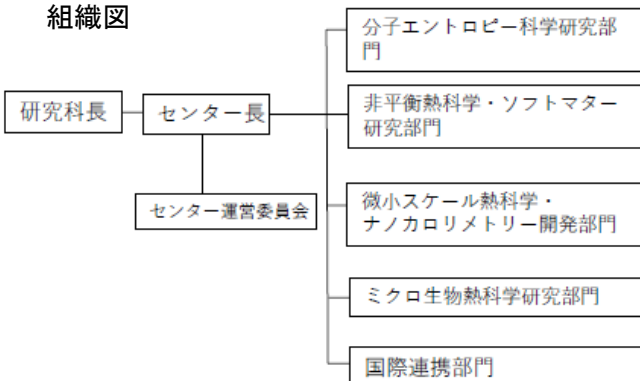 組織図
研究科長
センター長
センター運営委員会
分子エントロピー科学研究部
門
非平衡熱科学・ソフトマター
研究部門
微小スケール熱科学・
ナノカロリメトリー開発部門
ミクロ生物熱科学研究部門
国際連携部門